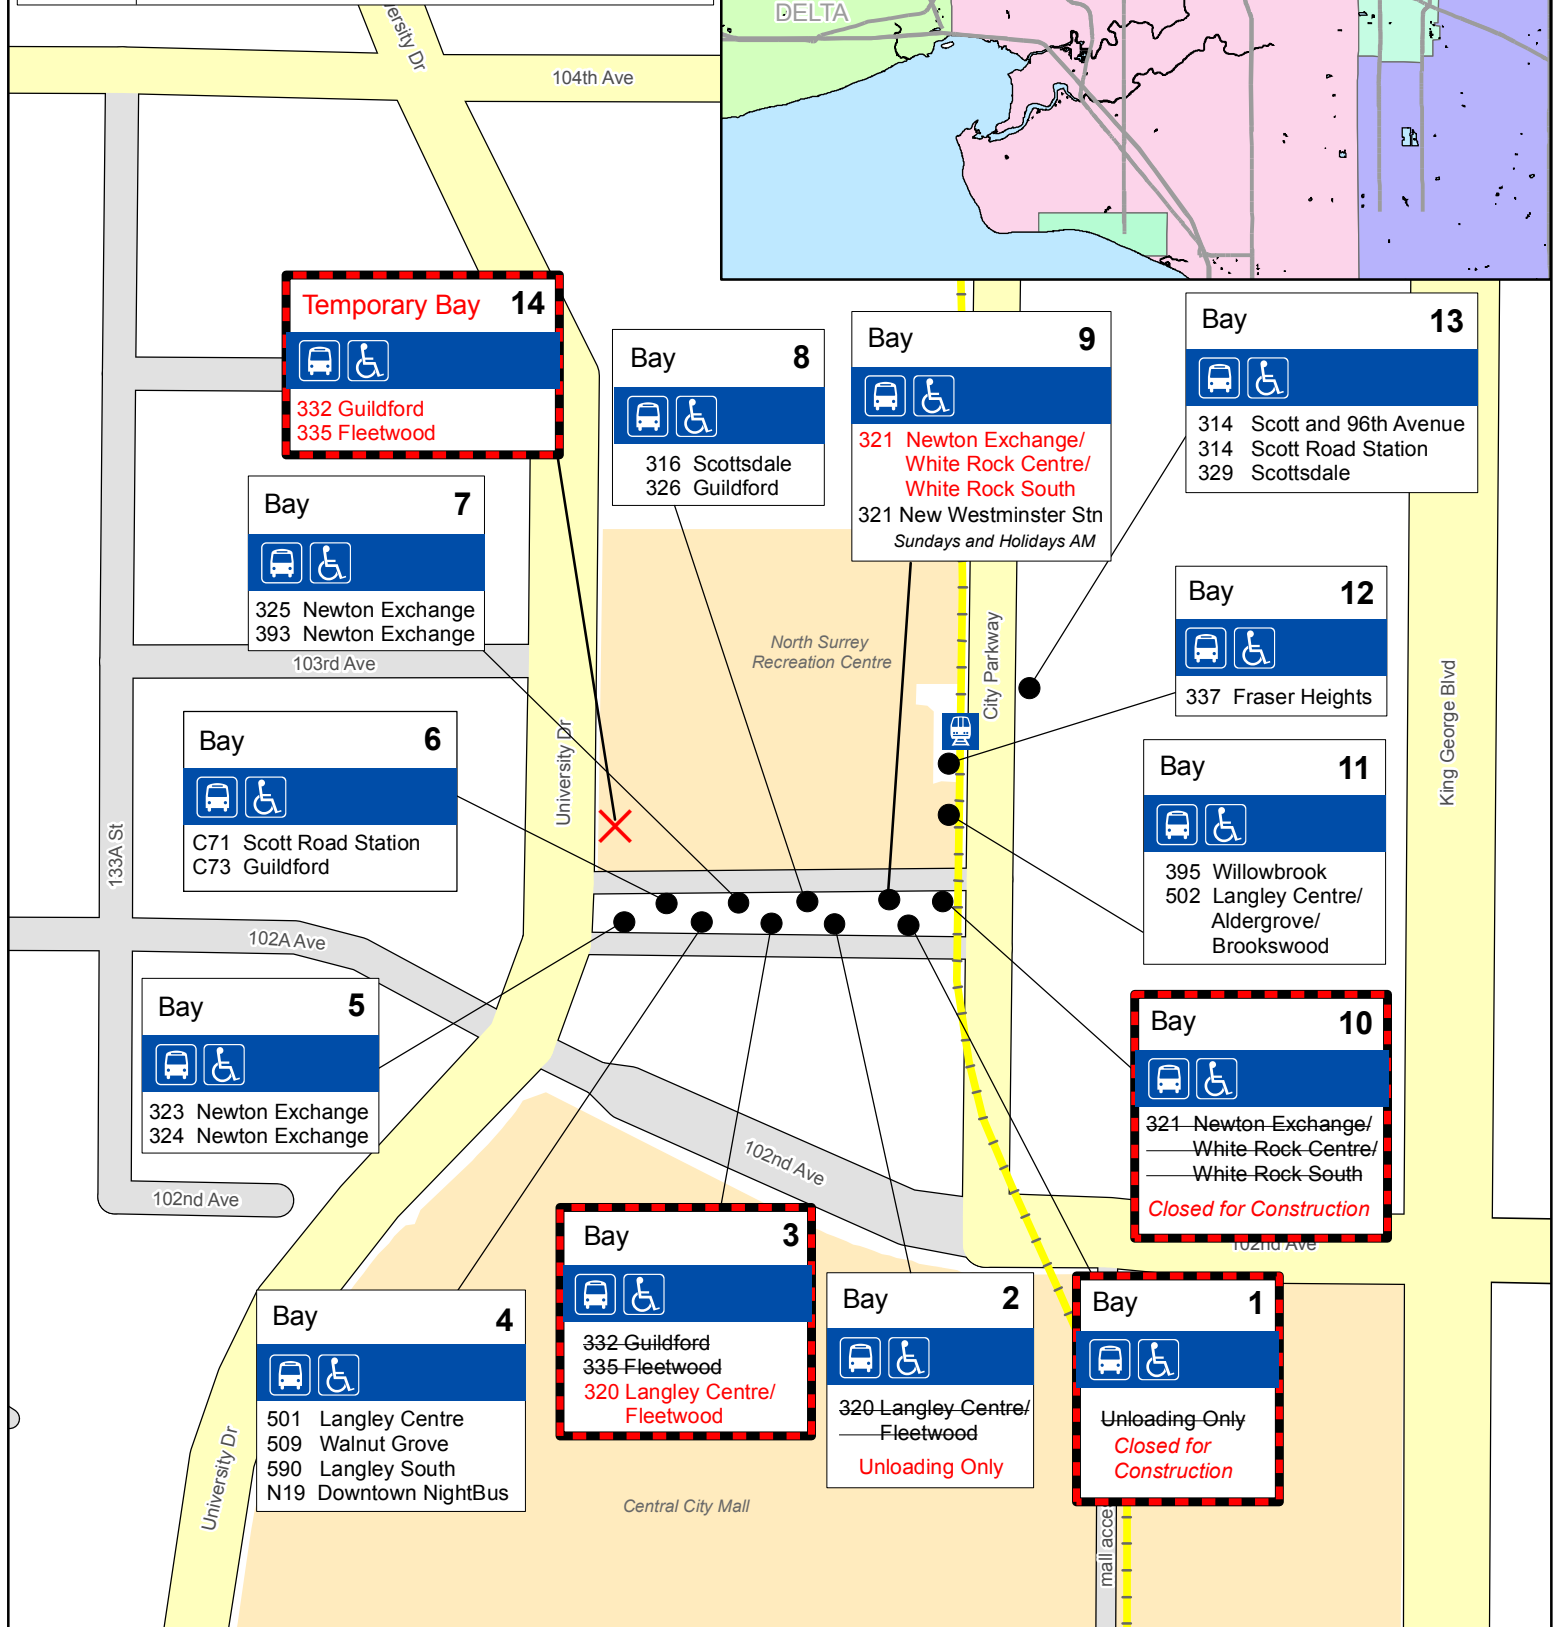 DELTA
University Dr
104th Ave
Temporary Bay 14
332 Guildford
335 Fleetwood
Bay 8
316 Scottsdale
326 Guildford
Bay 9
321 Newton Exchange/
White Rock Centre/
White Rock South
321 New Westminster Stn
Sundays and Holidays AM
Bay 13
314 Scott and 96th Avenue
314 Scott Road Station
329 Scottsdale
Bay 7
325 Newton Exchange
393 Newton Exchange
103rd Ave
North Surrey
Recreation Centre
City Parkway
Bay 12
337 Fraser Heights
King George Blvd
University Dr
Bay 6
C71 Scott Road Station
C73 Guildford
133A St
Bay 11
395 Willowbrook
502 Langley Centre/
Aldergrove/
Brookswood
102A Ave
Bay 5
323 Newton Exchange
324 Newton Exchange
Bay 10
321 Newton Exchange/
White Rock Centre/
White Rock South
Closed for Construction
102nd Ave
102nd Ave
102nd Ave
Bay 3
332 Guildford
335 Fleetwood
320 Langley Centre/
Fleetwood
Bay 4
501 Langley Centre
509 Walnut Grove
590 Langley South
N19 Downtown NightBus
Bay 2
320 Langley Centre/
Fleetwood
Unloading Only
Bay 1
Unloading Only
Closed for
Construction
University Dr
Central City Mall
mall acce